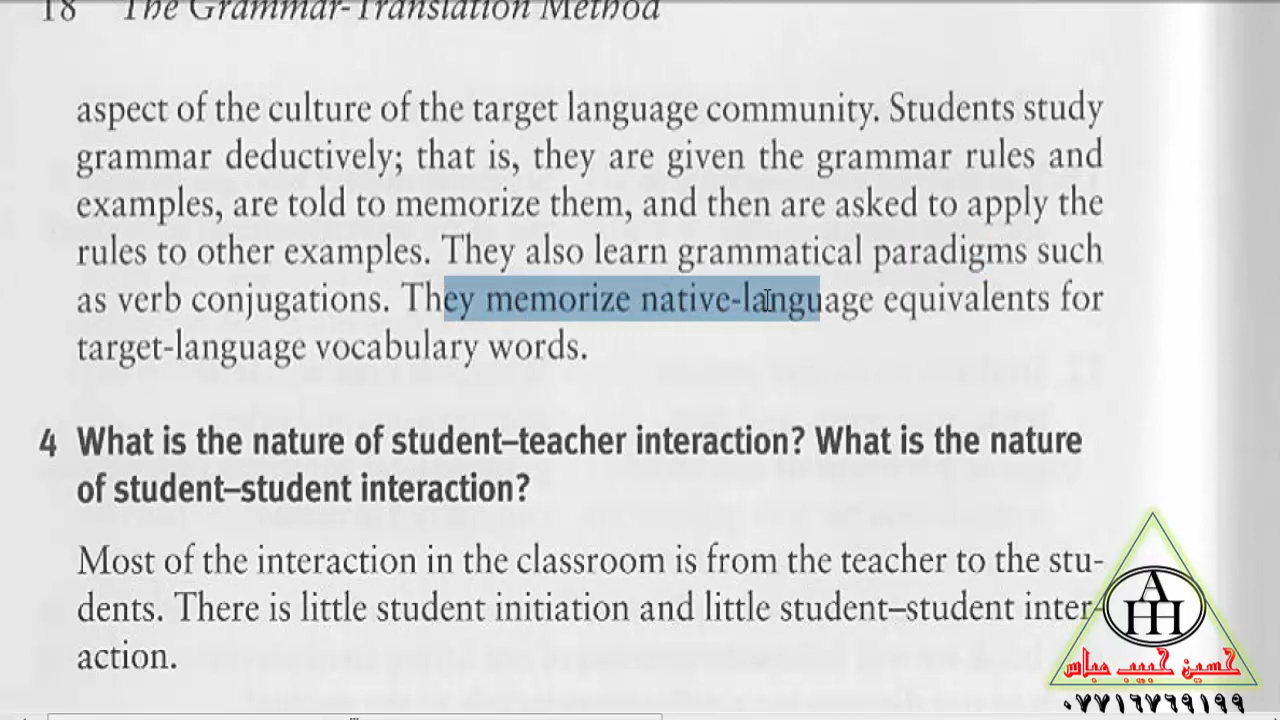 18 The Grammar-Translation Method
aspect of the culture of the target language community. Students study
grammar deductively; that is, they are given the grammar rules and
examples, are told to memorize them, and then are asked to apply the
rules to other examples. They also learn grammatical paradigms such
as verb conjugations. They memorize native-language equivalents for
target-language vocabulary words.
4 What is the nature of student–teacher interaction? What is the nature
of student–student interaction?
Most of the interaction in the classroom is from the teacher to the stu-
dents. There is little student initiation and little student–student inter-
action.
AHH
حسين حبيب عباس
٠٧٧١٦٧٦٩١٩٩